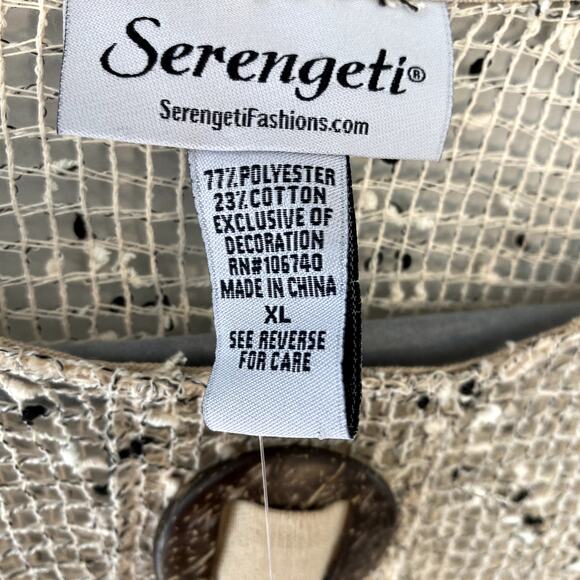 Serengeti®
SerengetiFashions.com
77% POLYESTER
23% COTTON
EXCLUSIVE OF
DECORATION
RN#106740
MADE IN CHINA
XL
SEE REVERSE
FOR CARE